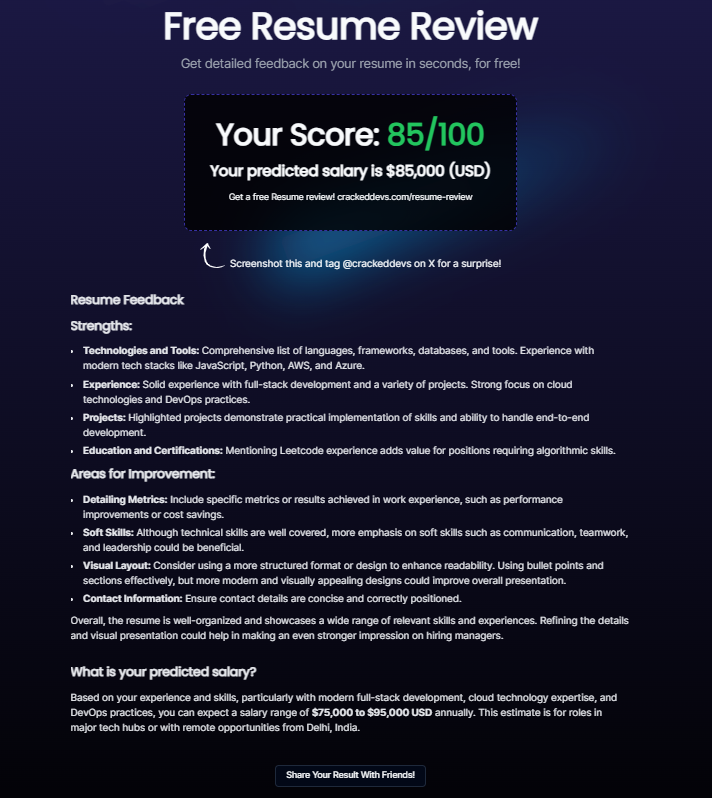 Free Resume Review
Get detailed feedback on your resume in seconds, for free!
Your Score: 85/100
Your predicted salary is $85,000 (USD)
Get a free Resume review! crackeddevs.com/resume-review
Screenshot this and tag @crackeddevs on X for a surprise!
Resume Feedback
Strengths:
• Technologies and Tools: Comprehensive list of languages, frameworks, databases, and tools. Experience with
modern tech stacks like JavaScript, Python, AWS, and Azure.
• Experience: Solid experience with full-stack development and a variety of projects. Strong focus on cloud
technologies and DevOps practices.
• Projects: Highlighted projects demonstrate practical implementation of skills and ability to handle end-to-end
development.
• Education and Certifications: Mentioning Leetcode experience adds value for positions requiring algorithmic skills.
Areas for Improvement:
• Detailing Metrics: Include specific metrics or results achieved in work experience, such as performance
improvements or cost savings.
• Soft Skills: Although technical skills are well covered, more emphasis on soft skills such as communication, teamwork,
and leadership could be beneficial.
• Visual Layout: Consider using a more structured format or design to enhance readability. Using bullet points and
sections effectively, but more modern and visually appealing designs could improve overall presentation.
• Contact Information: Ensure contact details are concise and correctly positioned.
Overall, the resume is well-organized and showcases a wide range of relevant skills and experiences. Refining the details
and visual presentation could help in making an even stronger impression on hiring managers.
What is your predicted salary?
Based on your experience and skills, particularly with modern full-stack development, cloud technology expertise, and
DevOps practices, you can expect a salary range of $75,000 to $95,000 USD annually. This estimate is for roles in
major tech hubs or with remote opportunities from Delhi, India.
Share Your Result With Friends!